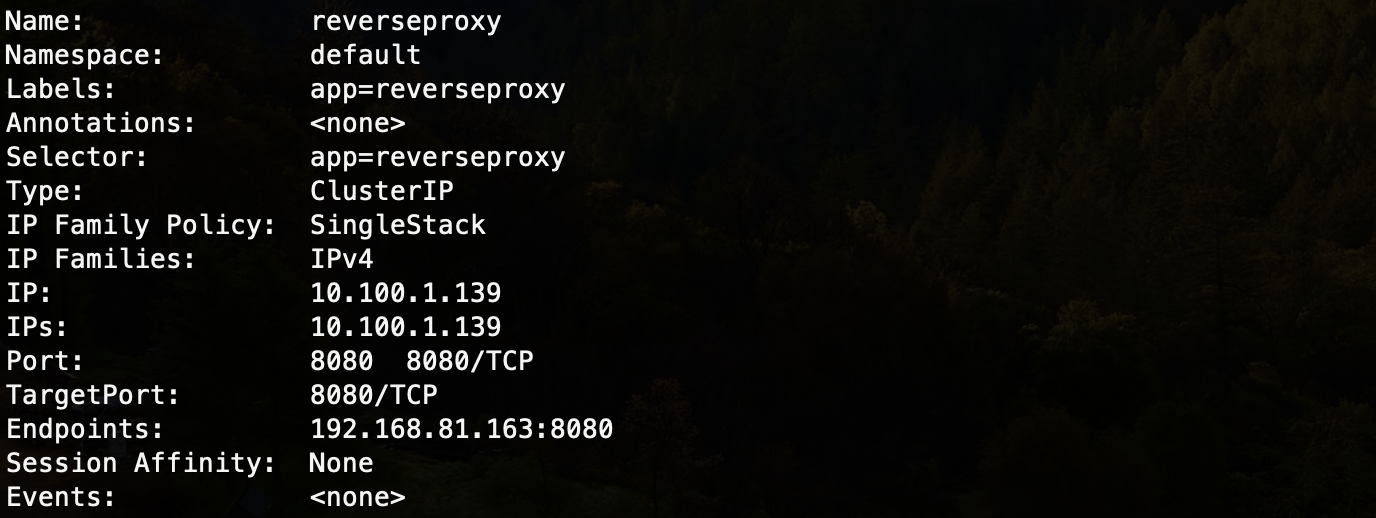 Name: reverseproxy
Namespace: default
Labels: app=reverseproxy
Annotations: <none>
Selector: app=reverseproxy
Type: ClusterIP
IP Family Policy: SingleStack
IP Families: IPv4
IP: 10.100.1.139
IPs: 10.100.1.139
Port: 8080 8080/TCP
TargetPort: 8080/TCP
Endpoints: 192.168.81.163:8080
Session Affinity: None
Events: <none>